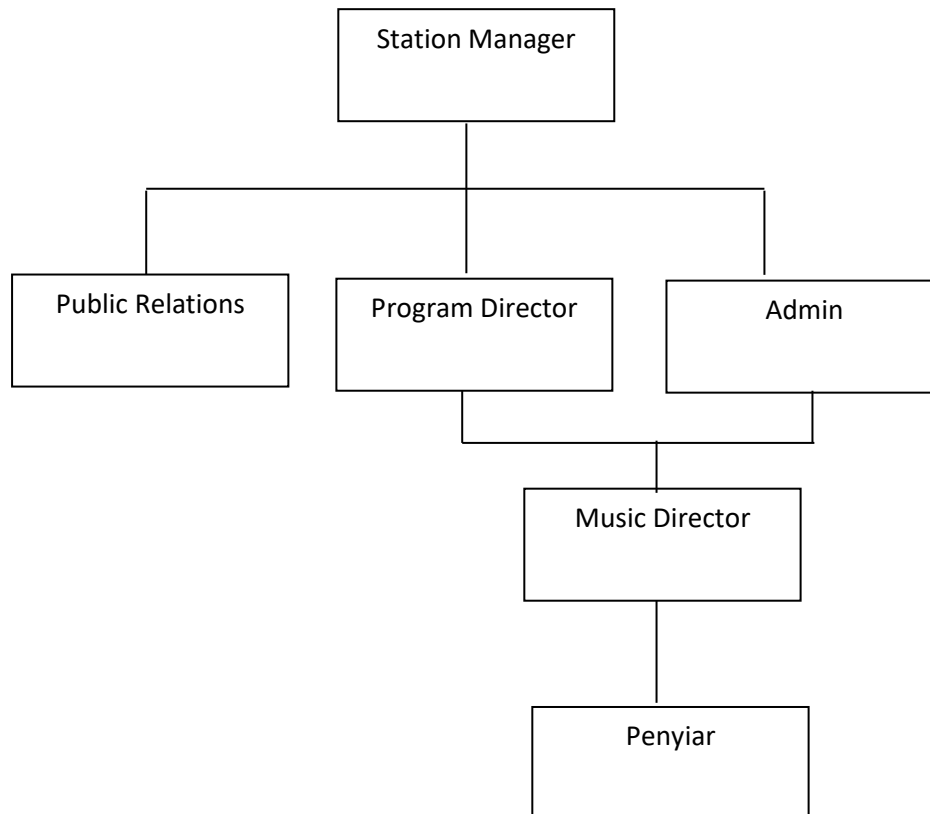 Station Manager
Public Relations
Program Director
Admin
Music Director
Penyiar